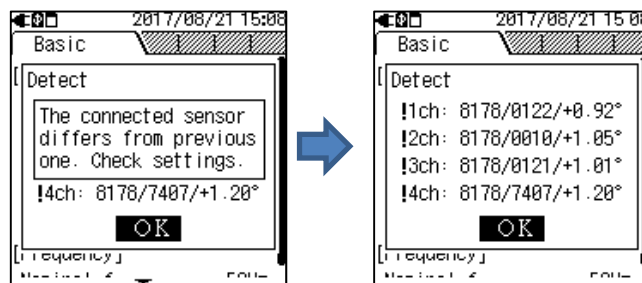 2017/08/21 15:08
Basic
Detect
The connected sensor
differs from previous
one. Check settings.
!4ch: 8178/7407/+1.20°
OK
2017/08/21 15
Basic
Detect
!1ch: 8178/0122/+0.92°
!2ch: 8178/0010/+1.05°
!3ch: 8178/0121/+1.01°
!4ch: 8178/7407/+1.20°
OK